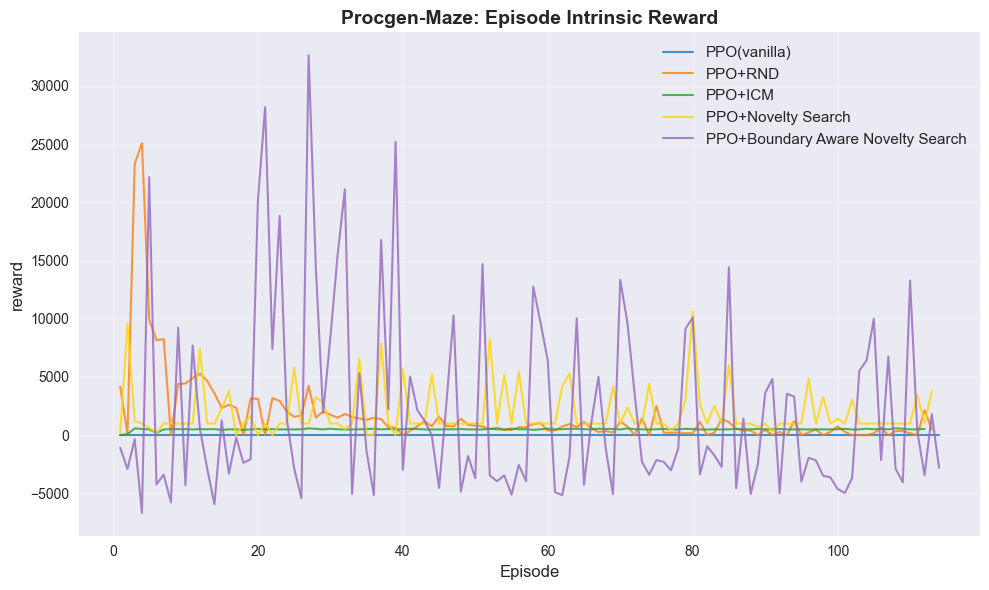 Procgen-Maze: Episode Intrinsic Reward
PPO(vanilla)
PPO+RND
PPO+ICM
PPO+Novelty Search
PPO+Boundary Aware Novelty Search
reward
30000
25000
20000
15000
10000
5000
0
−5000
0 20 40 60 80 100
Episode